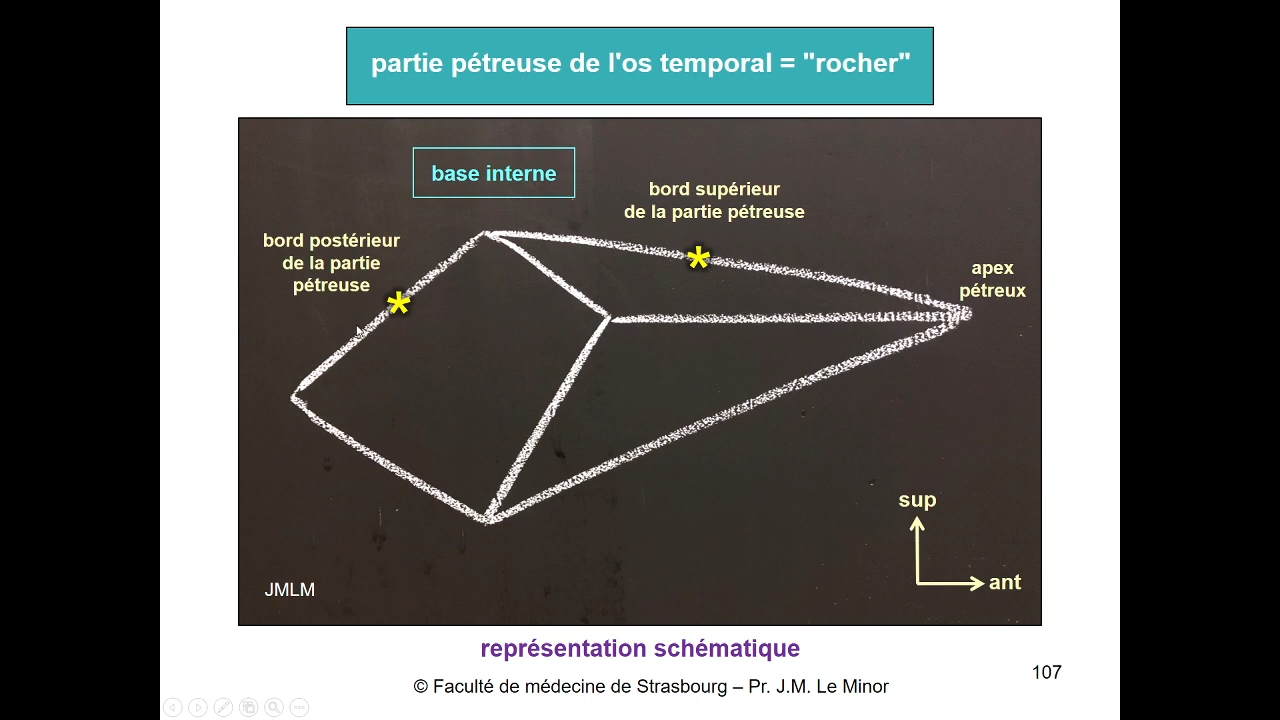 partie pétreuse de l'os temporal = "rocher"
base interne
bord supérieur
de la partie pétreuse
bord postérieur
de la partie
pétreuse
apex
pétreux
sup
ant
JMLM
représentation schématique
107
© Faculté de médecine de Strasbourg – Pr. J.M. Le Minor